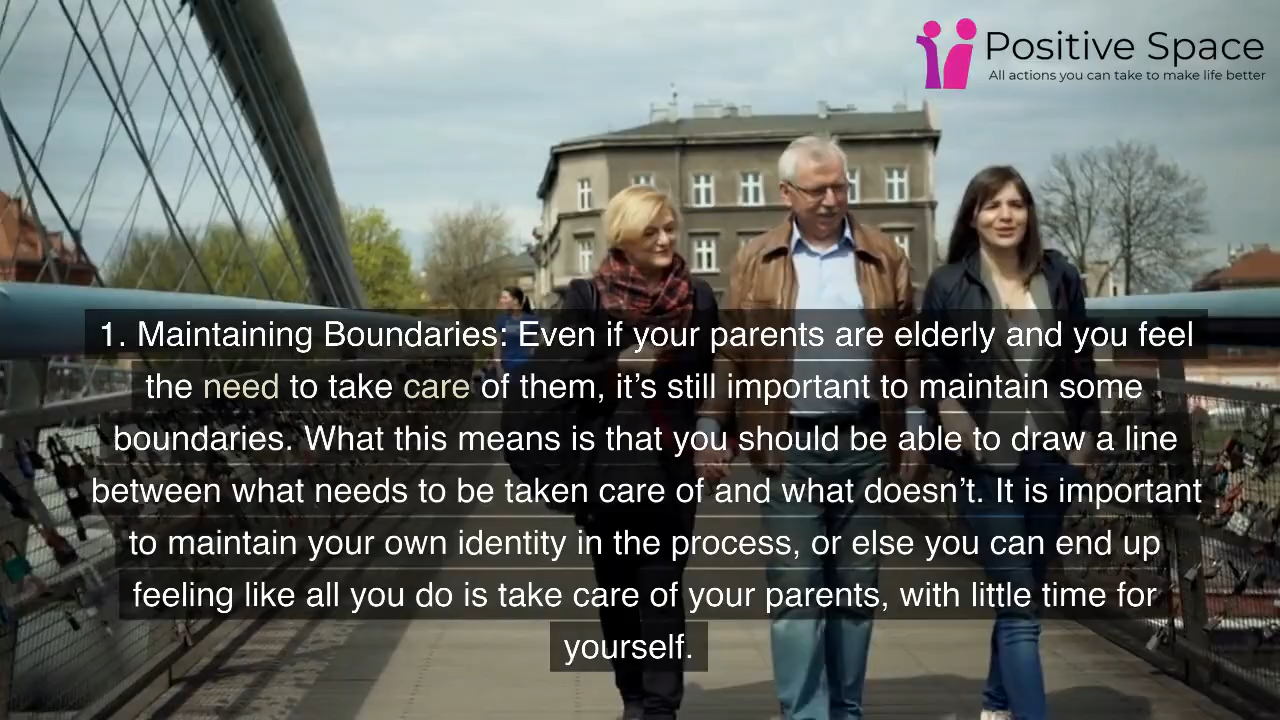 Positive Space
All actions you can take to make life better
1. Maintaining Boundaries: Even if your parents are elderly and you feel
the need to take care of them, it’s still important to maintain some
boundaries. What this means is that you should be able to draw a line
between what needs to be taken care of and what doesn’t. It is important
to maintain your own identity in the process, or else you can end up
feeling like all you do is take care of your parents, with little time for
yourself.